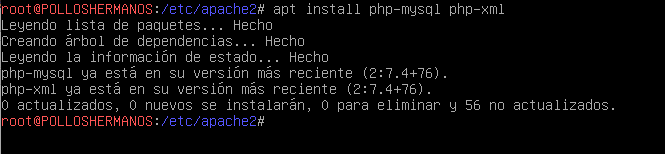 root@POLLOSHERMANOS:/etc/apache2# apt install php-mysql php-xml
Leyendo lista de paquetes... Hecho
Creando árbol de dependencias... Hecho
Leyendo la información de estado... Hecho
php-mysql ya está en su versión más reciente (2:7.4+76).
php-xml ya está en su versión más reciente (2:7.4+76).
0 actualizados, 0 nuevos se instalarán, 0 para eliminar y 56 no actualizados.
root@POLLOSHERMANOS:/etc/apache2#